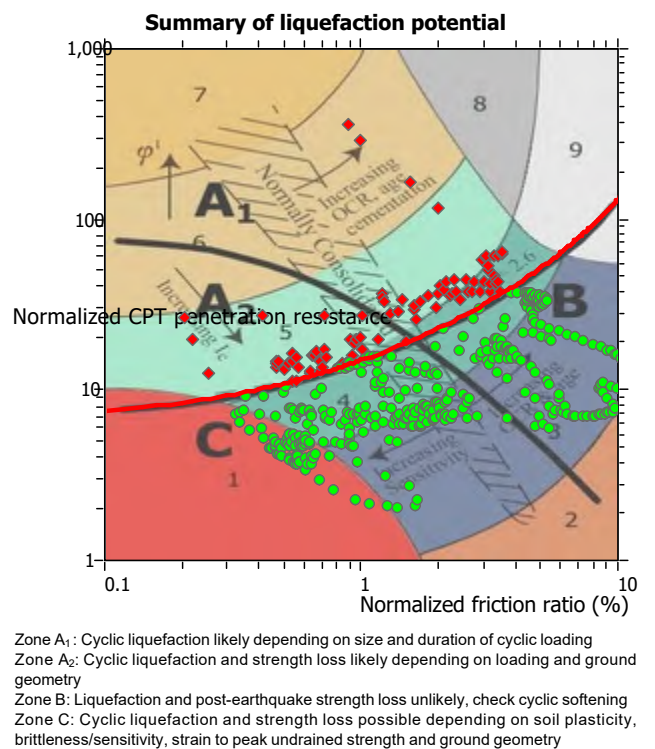 Summary of liquefaction potential
1,000
7
8
9
φ'
Increasing
OCR, age
cementation
Normally Consoli
A1
100
6
2.6
A2
B
Increasing Ic
Normalized CPT penetration resistance
5
10
4
Increasing
OCR, age
3
C
Increasing
Sensitivity
1
2
1
0.1
1
10
Normalized friction ratio (%)
Zone A1: Cyclic liquefaction likely depending on size and duration of cyclic loading
Zone A2: Cyclic liquefaction and strength loss likely depending on loading and ground
geometry
Zone B: Liquefaction and post-earthquake strength loss unlikely, check cyclic softening
Zone C: Cyclic liquefaction and strength loss possible depending on soil plasticity,
brittleness/sensitivity, strain to peak undrained strength and ground geometry